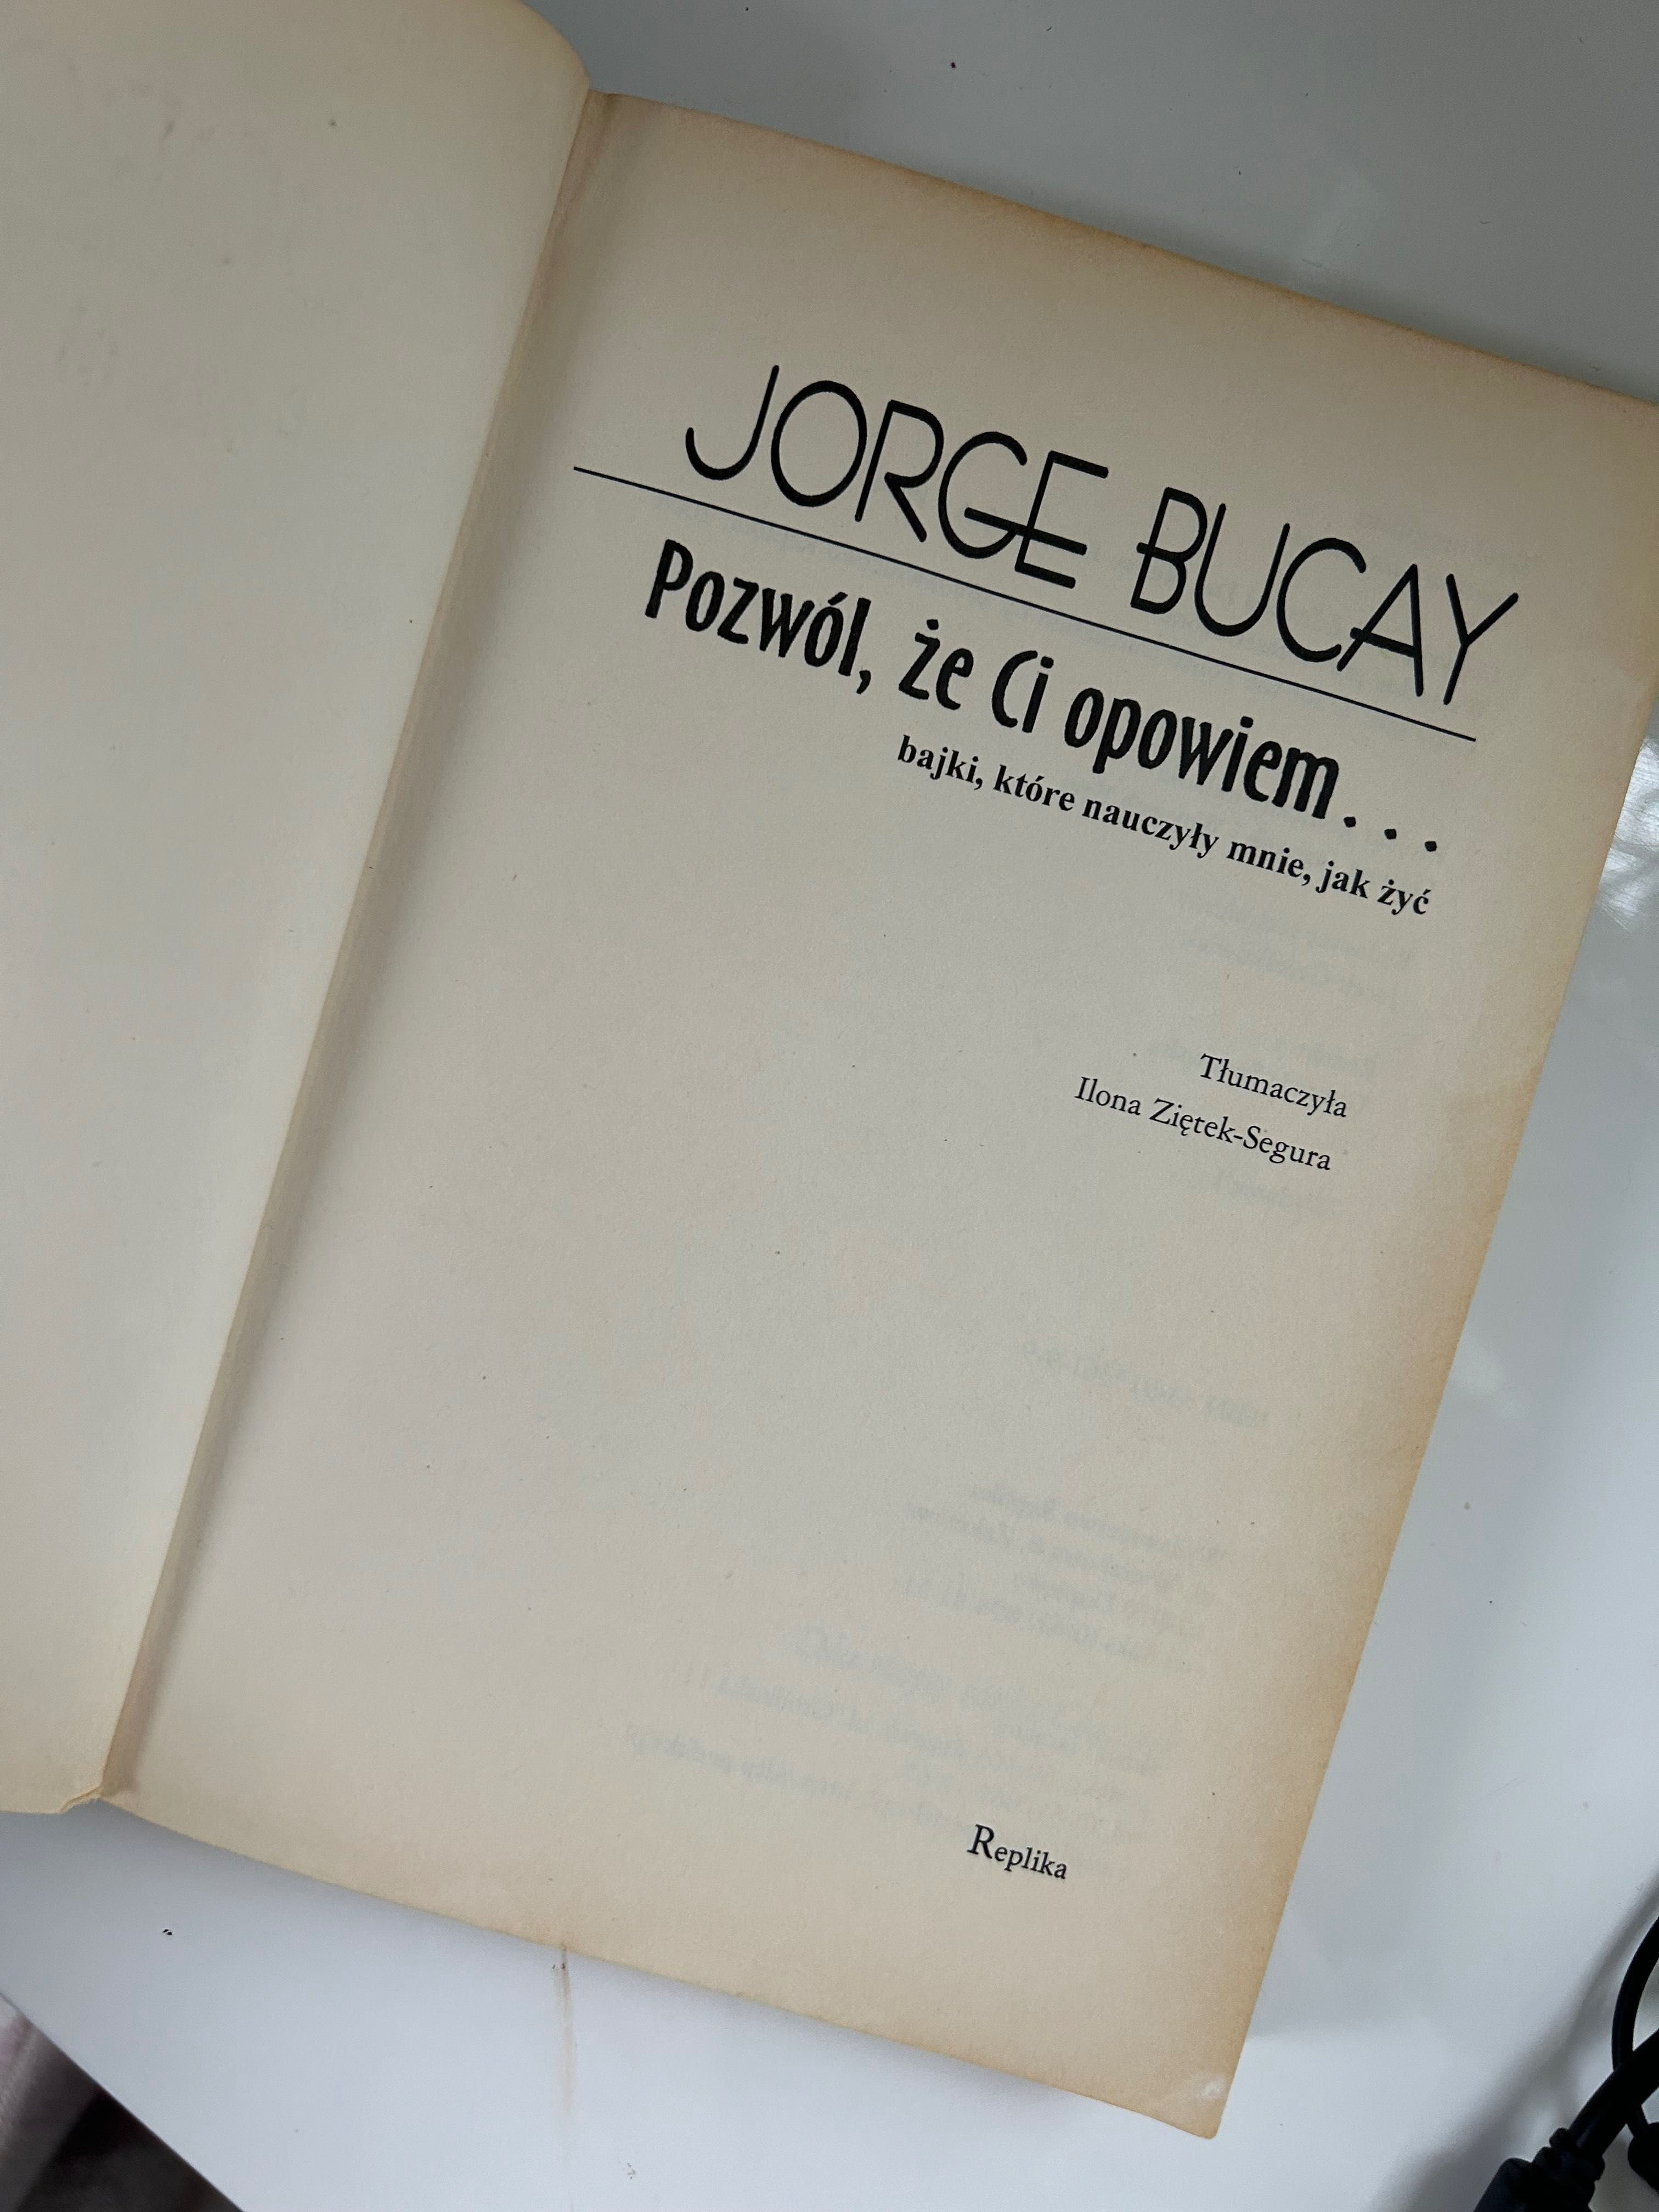 JORGE BUCAY
Pozwól, że Ci opowiem...
bajki, które nauczyły mnie, jak żyć
Tłumaczyła
Ilona Ziętek-Segura
Replika